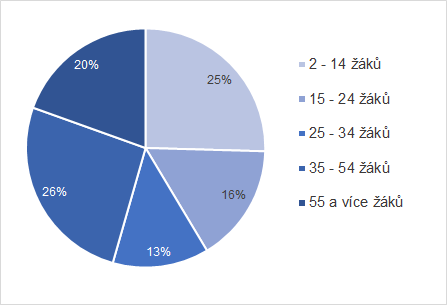 20%
25%
26%
16%
13%
2 - 14 žáků
15 - 24 žáků
25 - 34 žáků
35 - 54 žáků
55 a více žáků